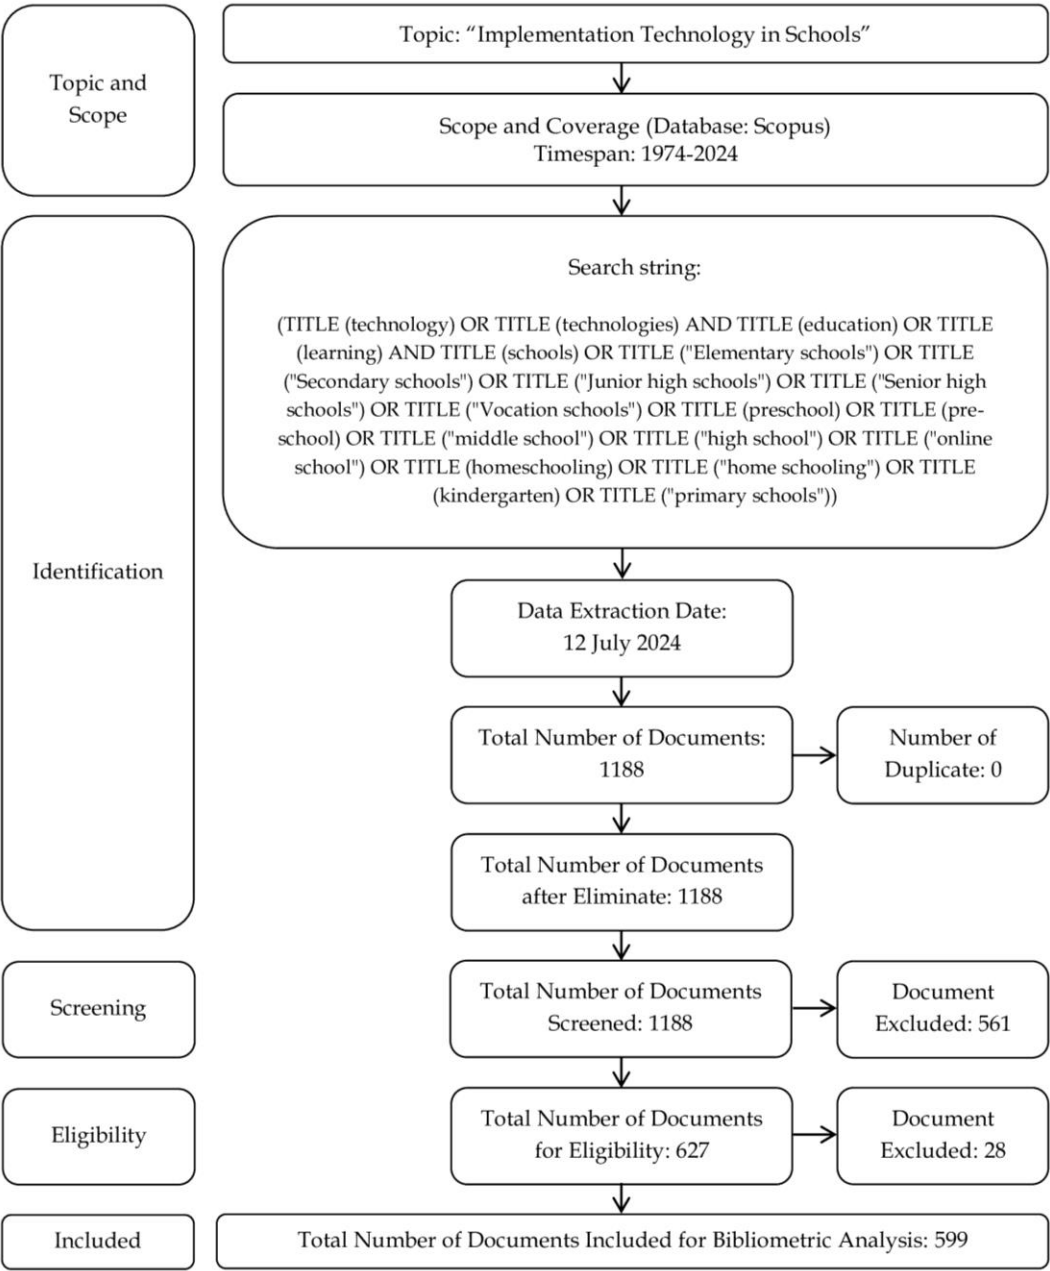 Topic and
Scope
Topic: “Implementation Technology in Schools”
Scope and Coverage (Database: Scopus)
Timespan: 1974-2024
Identification
Search string:
(TITLE (technology) OR TITLE (technologies) AND TITLE (education) OR TITLE
(learning) AND TITLE (schools) OR TITLE ("Elementary schools") OR TITLE
("Secondary schools") OR TITLE ("Junior high schools") OR TITLE ("Senior high
schools") OR TITLE ("Vocation schools") OR TITLE (preschool) OR TITLE (pre-
school) OR TITLE ("middle school") OR TITLE ("high school") OR TITLE ("online
school") OR TITLE (homeschooling) OR TITLE ("home schooling") OR TITLE
(kindergarten) OR TITLE ("primary schools"))
Data Extraction Date:
12 July 2024
Total Number of Documents:
1188
Number of
Duplicate: 0
Total Number of Documents
after Eliminate: 1188
Screening
Total Number of Documents
Screened: 1188
Document
Excluded: 561
Eligibility
Total Number of Documents
for Eligibility: 627
Document
Excluded: 28
Included
Total Number of Documents Included for Bibliometric Analysis: 599